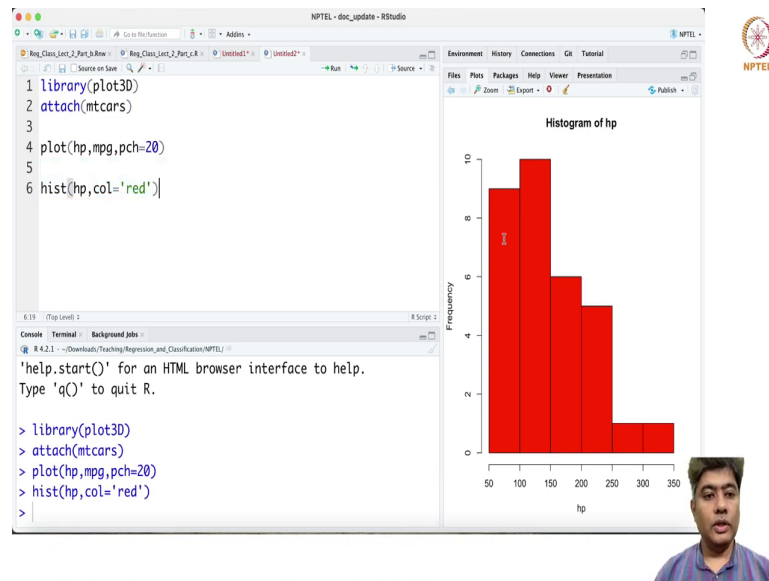 NPTEL - doc_update - RStudio
Go to file/function
Addins
NPTEL
Reg_Class_Lect_2_Part_b.Rnw
Reg_Class_Lect_2_Part_c.R
Untitled1*
Untitled2*
Source on Save
Run
Source
1 library(plot3D)
2 attach(mtcars)
3
4 plot(hp,mpg,pch=20)
5
6 hist(hp,col='red')
6:19
(Top Level)
R Script
Console Terminal Background Jobs
R 4.2.1 · ~/Downloads/Teaching/Regression_and_Classification/NPTEL/
'help.start()' for an HTML browser interface to help.
Type 'q()' to quit R.
> library(plot3D)
> attach(mtcars)
> plot(hp,mpg,pch=20)
> hist(hp,col='red')
>
Environment History Connections Git Tutorial
Files Plots Packages Help Viewer Presentation
Zoom Export Publish
Histogram of hp
Frequency
10
8
6
4
2
0
50 100 150 200 250 300 350
hp
NPTEL